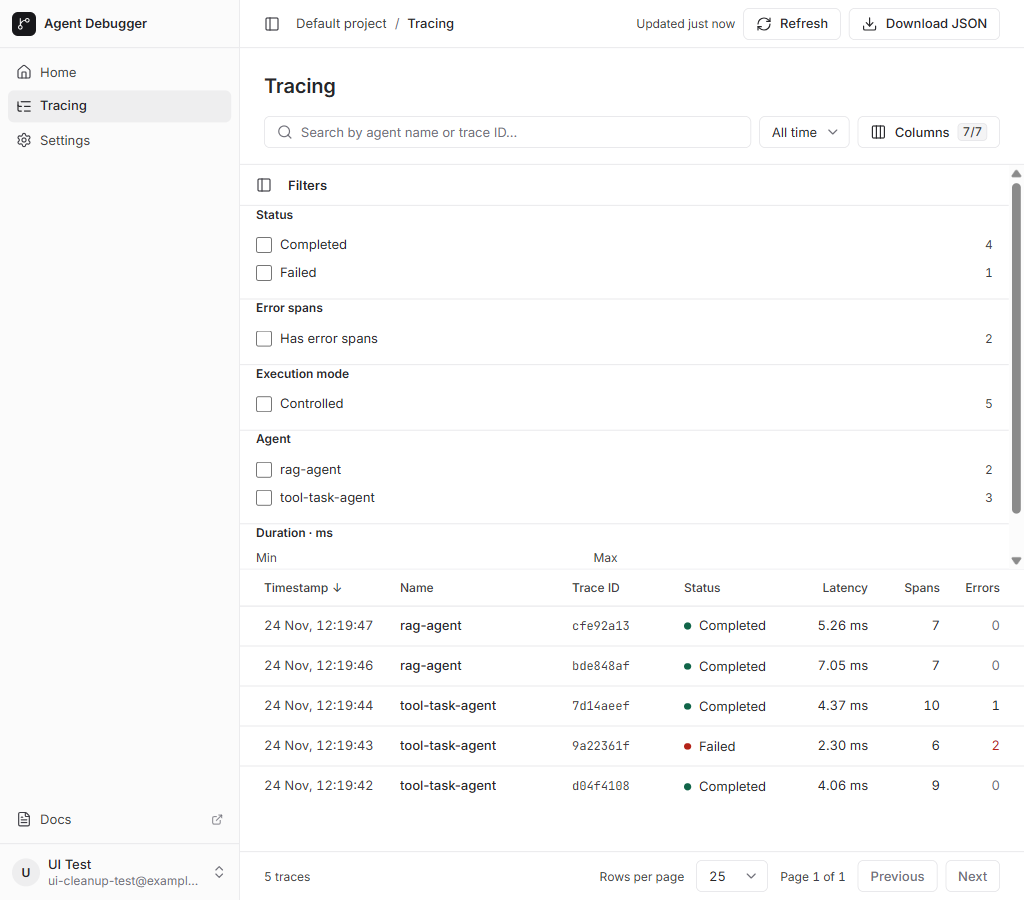 Agent Debugger
Default project / Tracing
Updated just now
Refresh
Download JSON
Home
Tracing
Settings
Tracing
Search by agent name or trace ID...
All time
Columns 7/7
Filters
Status
Completed 4
Failed 1
Error spans
Has error spans 2
Execution mode
Controlled 5
Agent
rag-agent 2
tool-task-agent 3
Duration · ms
Min Max
Timestamp ↓ Name Trace ID Status Latency Spans Errors
24 Nov, 12:19:47 rag-agent cfe92a13 Completed 5.26 ms 7 0
24 Nov, 12:19:46 rag-agent bde848af Completed 7.05 ms 7 0
24 Nov, 12:19:44 tool-task-agent 7d14aeef Completed 4.37 ms 10 1
24 Nov, 12:19:43 tool-task-agent 9a22361f Failed 2.30 ms 6 2
24 Nov, 12:19:42 tool-task-agent d04f4108 Completed 4.06 ms 9 0
Docs
U
UI Test
ui-cleanup-test@exampl...
5 traces
Rows per page 25
Page 1 of 1
Previous
Next